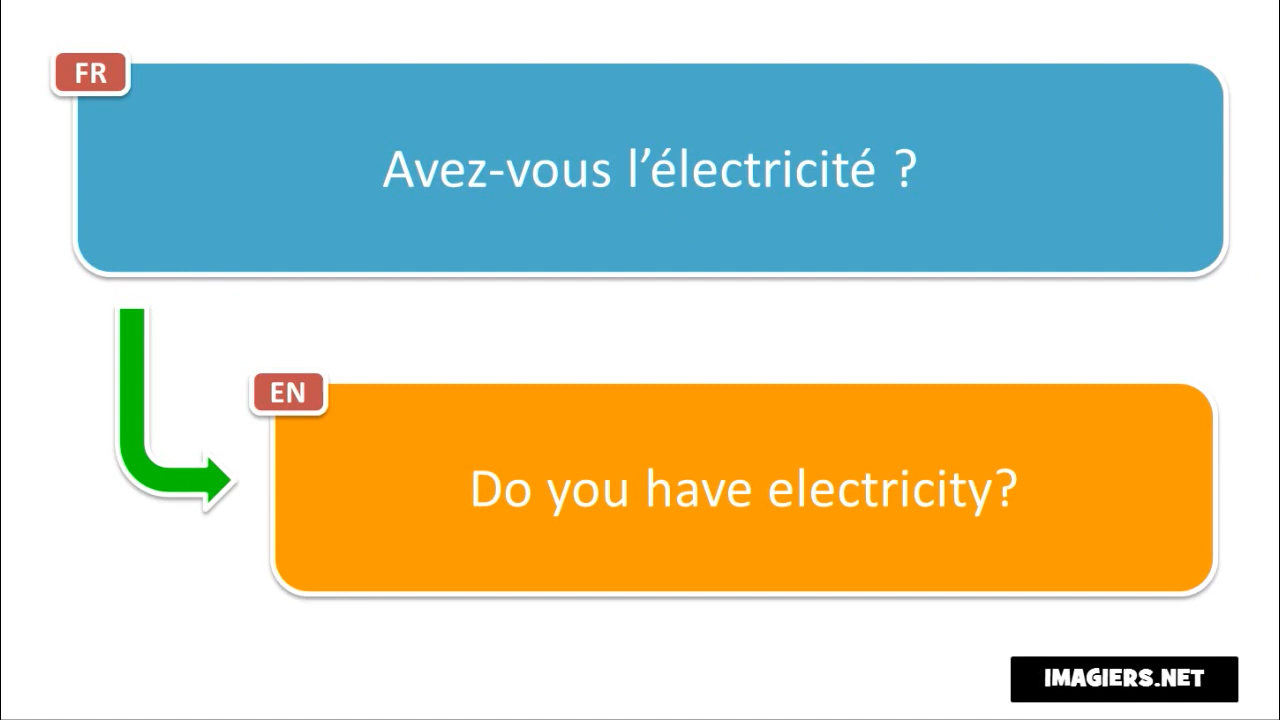 FR
Avez-vous l’électricité ?
EN
Do you have electricity?
IMAGIERS.NET